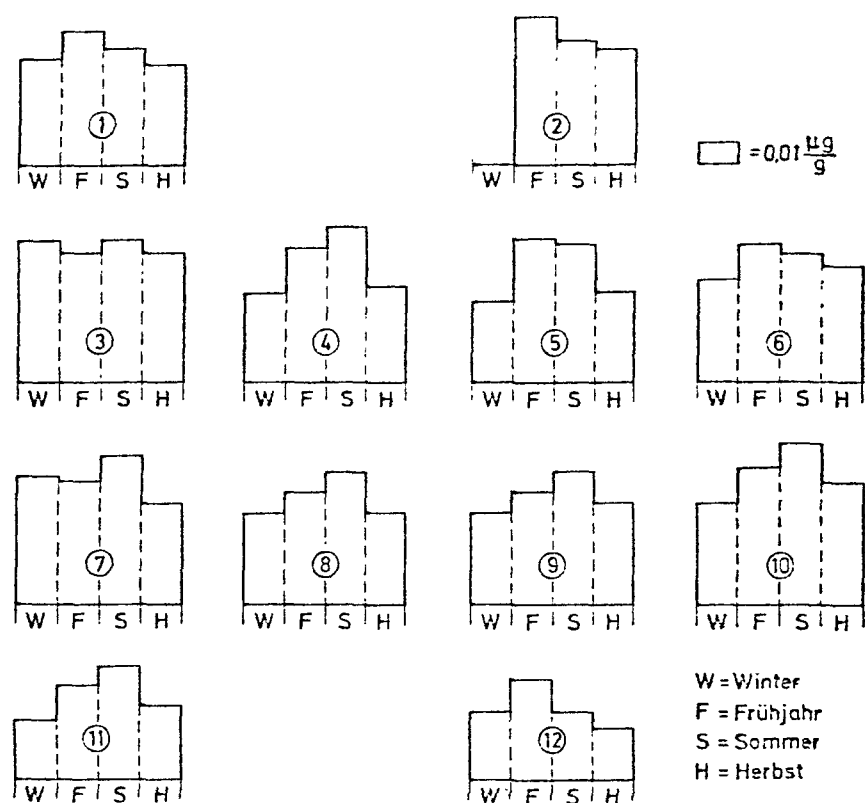 ① ②
= 0,01 µg/g
W F S H W F S H
③ ④ ⑤ ⑥
W F S H W F S H W F S H W F S H
⑦ ⑧ ⑨ ⑩
W F S H W F S H W F S H W F S H
⑪ ⑫
W F S H W F S H
W = Winter
F = Frühjahr
S = Sommer
H = Herbst